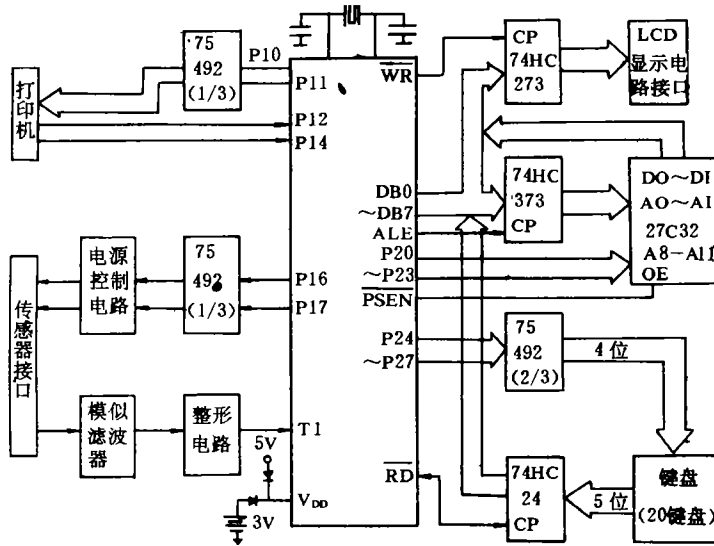 打印机
75
492
(1/3)
P10
P11
P12
P14
WR
CP
74HC
273
LCD
显示电
路接口
DB0
~DB7
ALE
P20
~P23
PSEN
74HC
373
CP
DO~DI
AO~AI
27C32
A8-A11
OE
传感器接口
电源
控制
电路
75
492
(1/3)
P16
P17
P24
~P27
75
492
(2/3)
4位
模似
滤波
器
整形
电路
T1
5V
3V
VDD
RD
74HC
24
CP
5位
键盘
(20键盘)